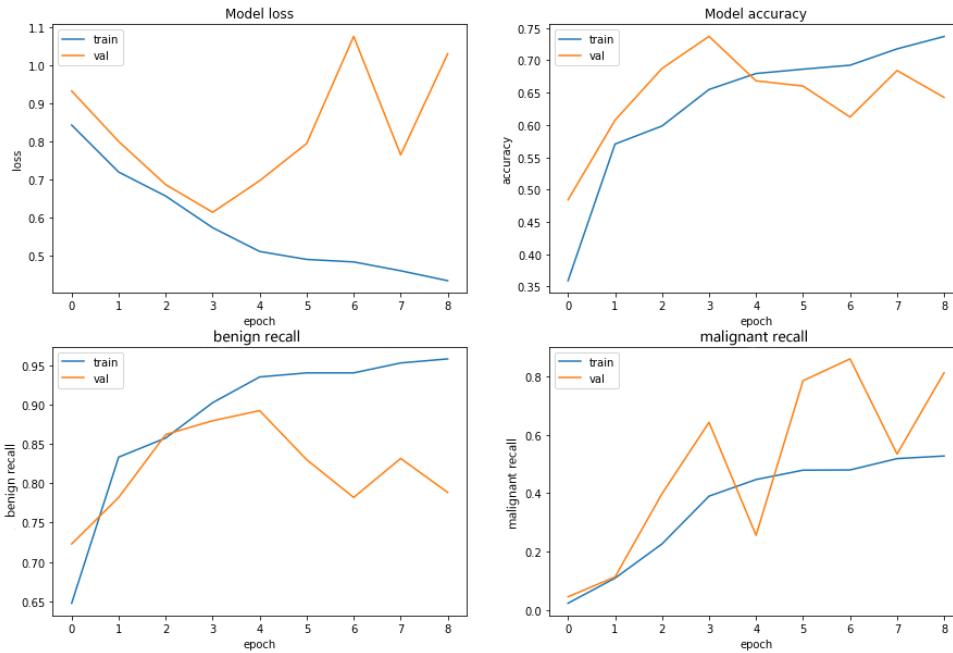 Model loss
train
val
loss
1.1
1.0
0.9
0.8
0.7
0.6
0.5
0 1 2 3 4 5 6 7 8
epoch
Model accuracy
train
val
accuracy
0.75
0.70
0.65
0.60
0.55
0.50
0.45
0.40
0.35
0 1 2 3 4 5 6 7 8
epoch
benign recall
train
val
benign recall
0.95
0.90
0.85
0.80
0.75
0.70
0.65
0 1 2 3 4 5 6 7 8
epoch
malignant recall
train
val
malignant recall
0.8
0.6
0.4
0.2
0.0
0 1 2 3 4 5 6 7 8
epoch